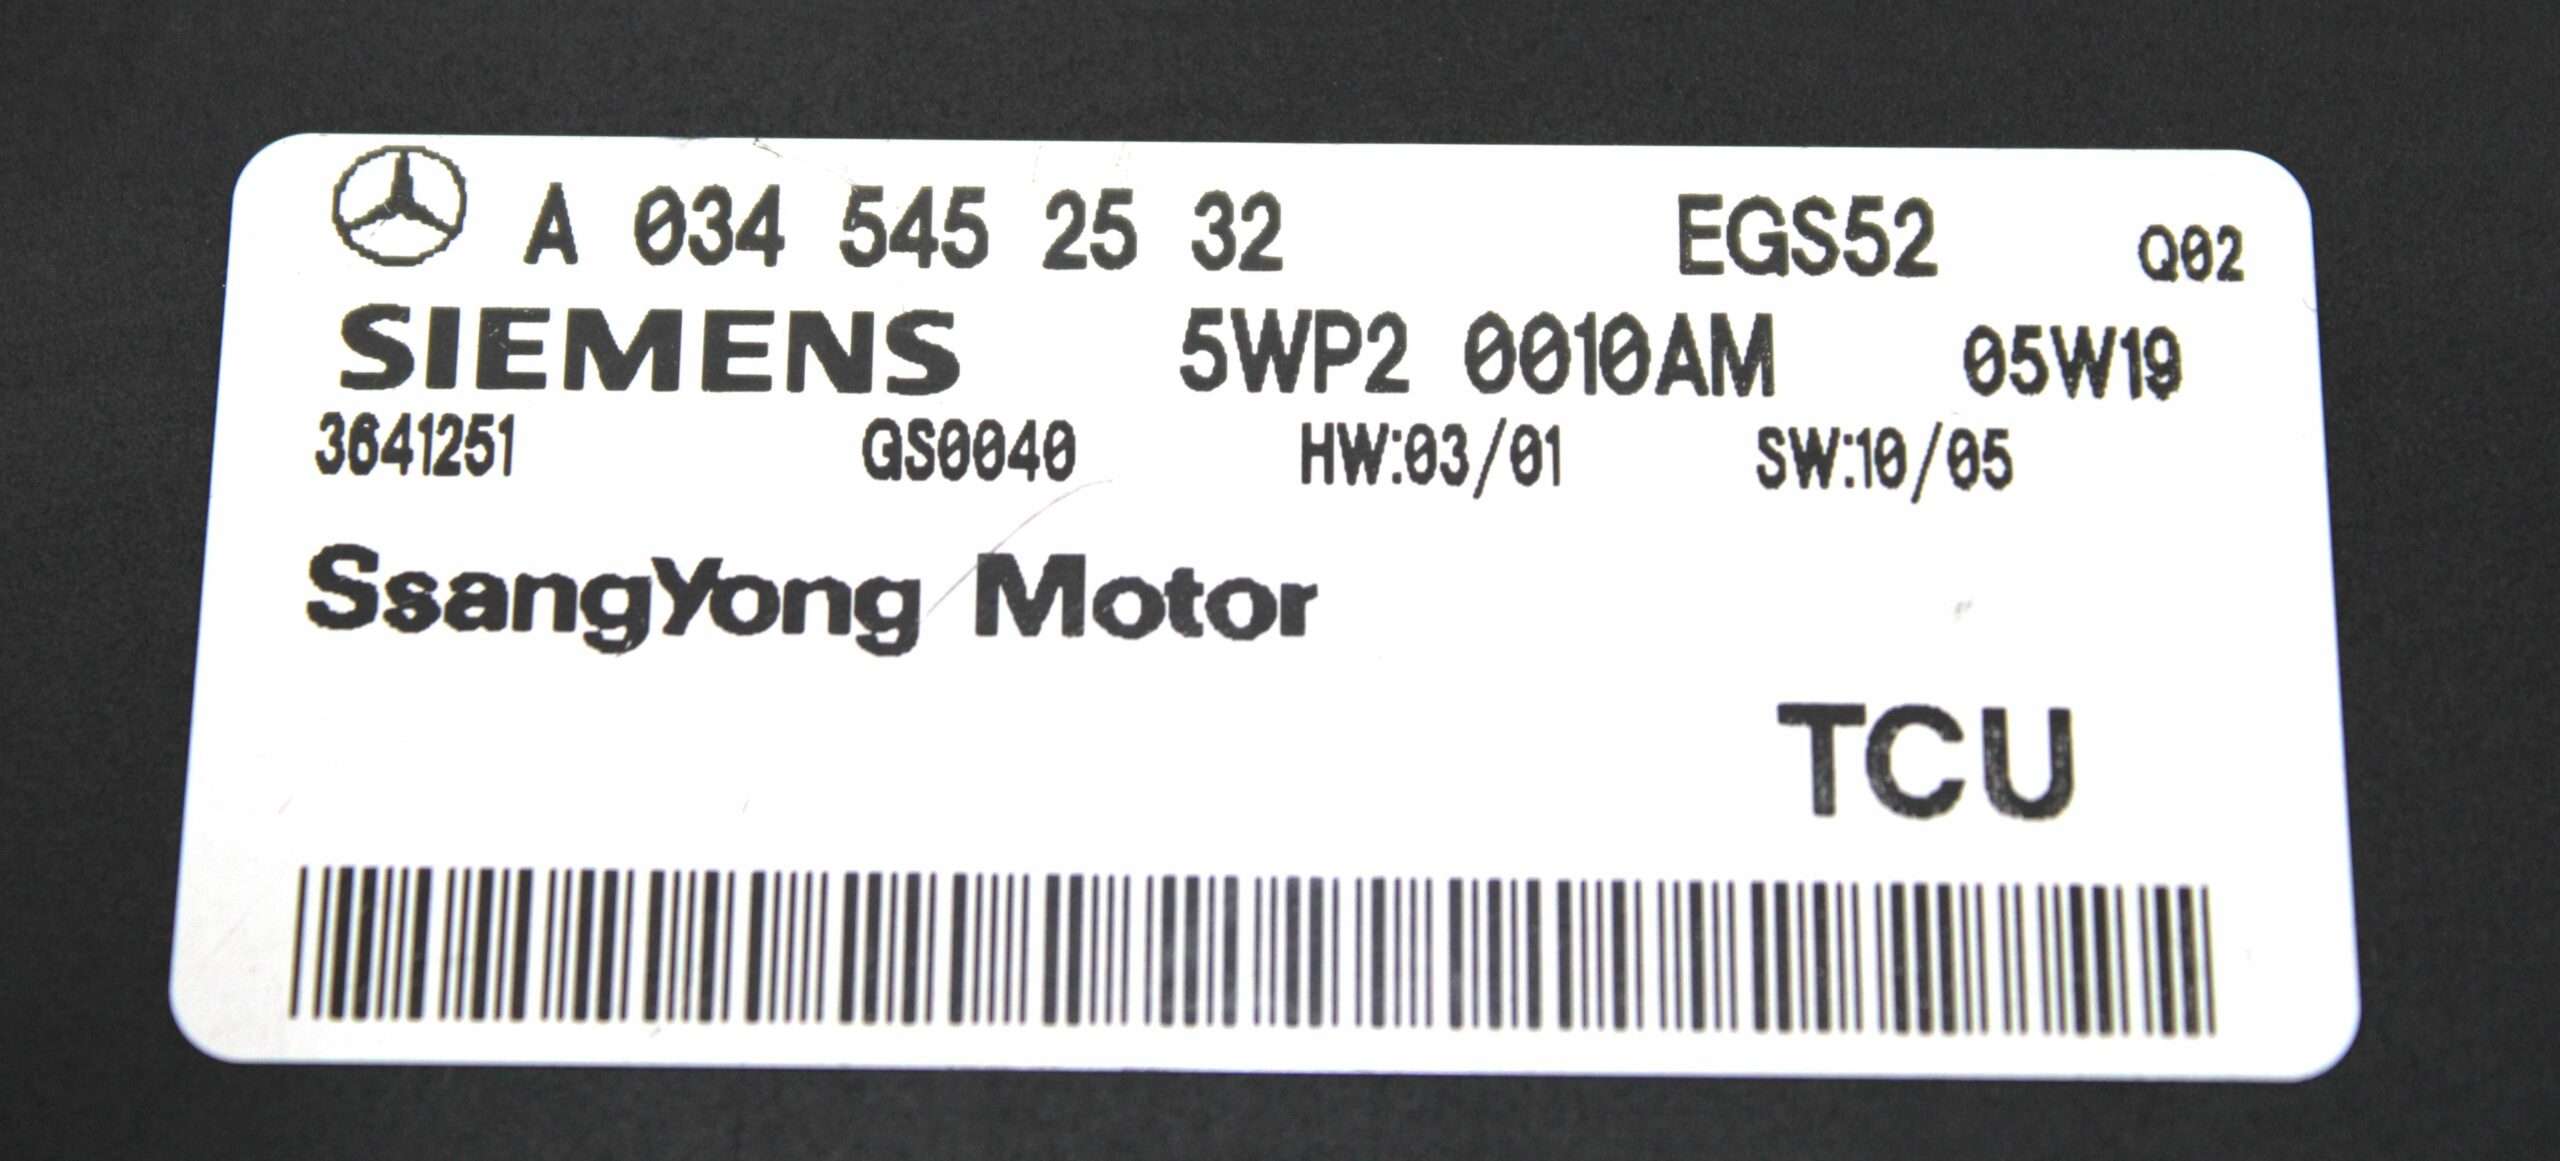 A 034 545 25 32 EGS52 Q02
SIEMENS 5WP2 0010AM 05W19
3641251 GS0040 HW:03/01 SW:10/05
SsangYong Motor
TCU